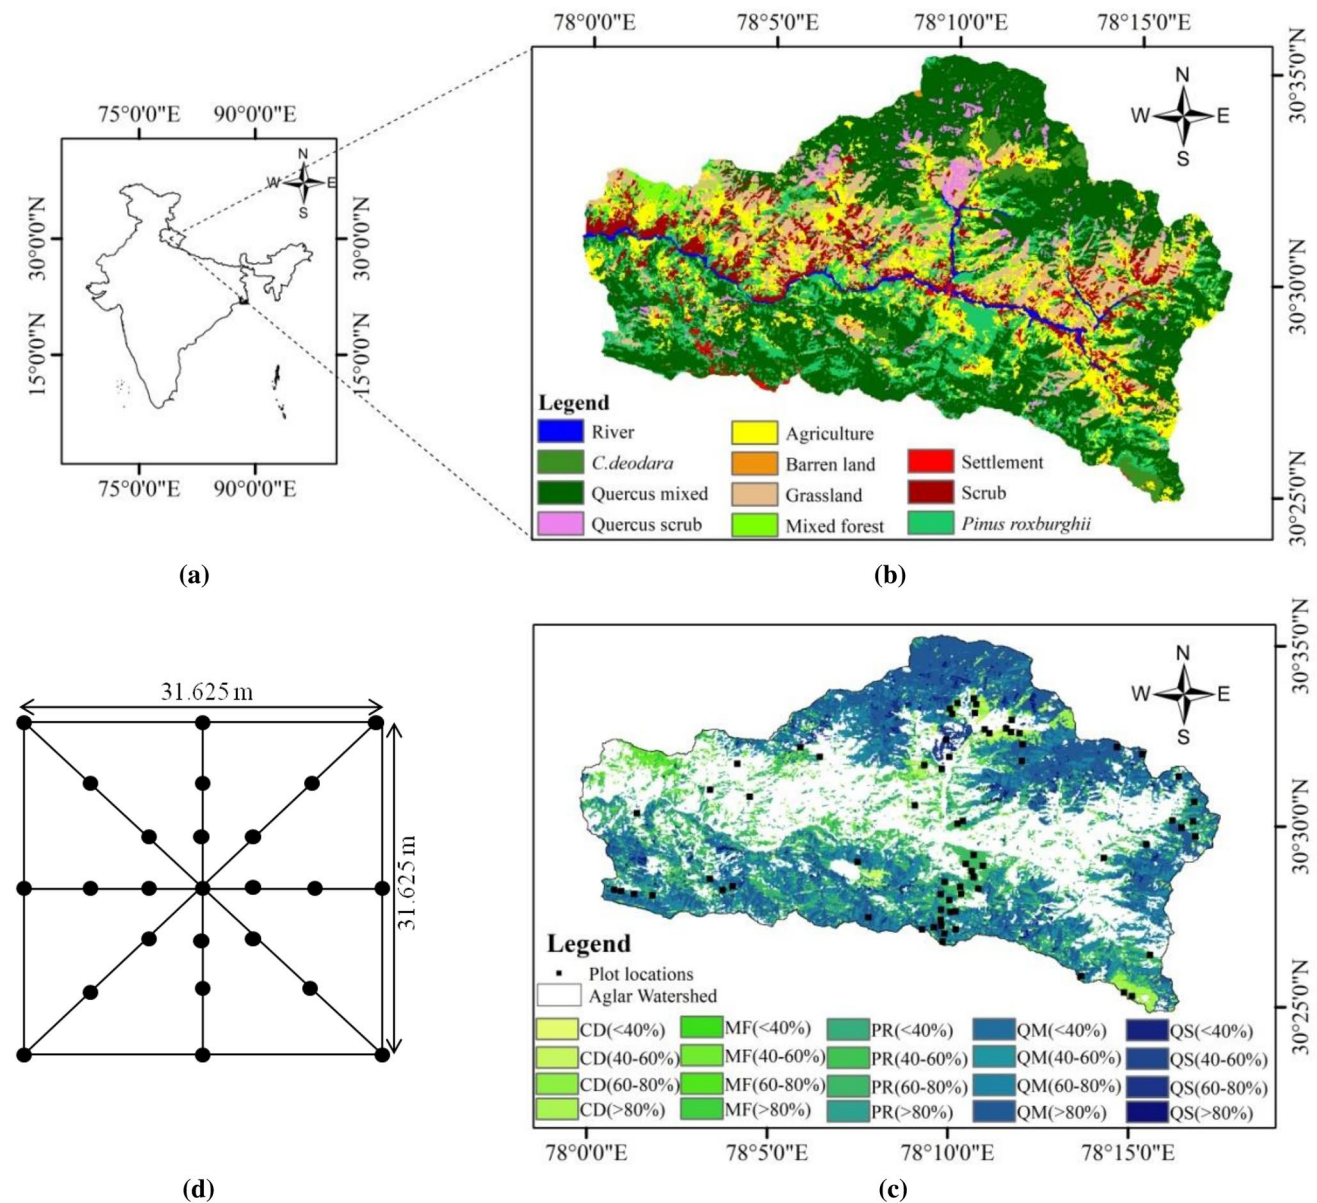 78°0'0"E 78°5'0"E 78°10'0"E 78°15'0"E
75°0'0"E 90°0'0"E
N
W E
S
30°0'0"N
15°0'0"N
30°0'0"N
15°0'0"N
75°0'0"E 90°0'0"E
(a)
N
W E
S
30°35'0"N
30°30'0"N
30°25'0"N
Legend
River
C.deodara
Quercus mixed
Quercus scrub
Agriculture
Barren land
Grassland
Mixed forest
Settlement
Scrub
Pinus roxburghii
(b)
31.625 m
31.625 m
(d)
N
W E
S
30°35'0"N
30°30'0"N
30°25'0"N
Legend
Plot locations
Aglar Watershed
CD(<40%) MF(<40%) PR(<40%) QM(<40%) QS(<40%)
CD(40-60%) MF(40-60%) PR(40-60%) QM(40-60%) QS(40-60%)
CD(60-80%) MF(60-80%) PR(60-80%) QM(60-80%) QS(60-80%)
CD(>80%) MF(>80%) PR(>80%) QM(>80%) QS(>80%)
78°0'0"E 78°5'0"E 78°10'0"E 78°15'0"E
(c)